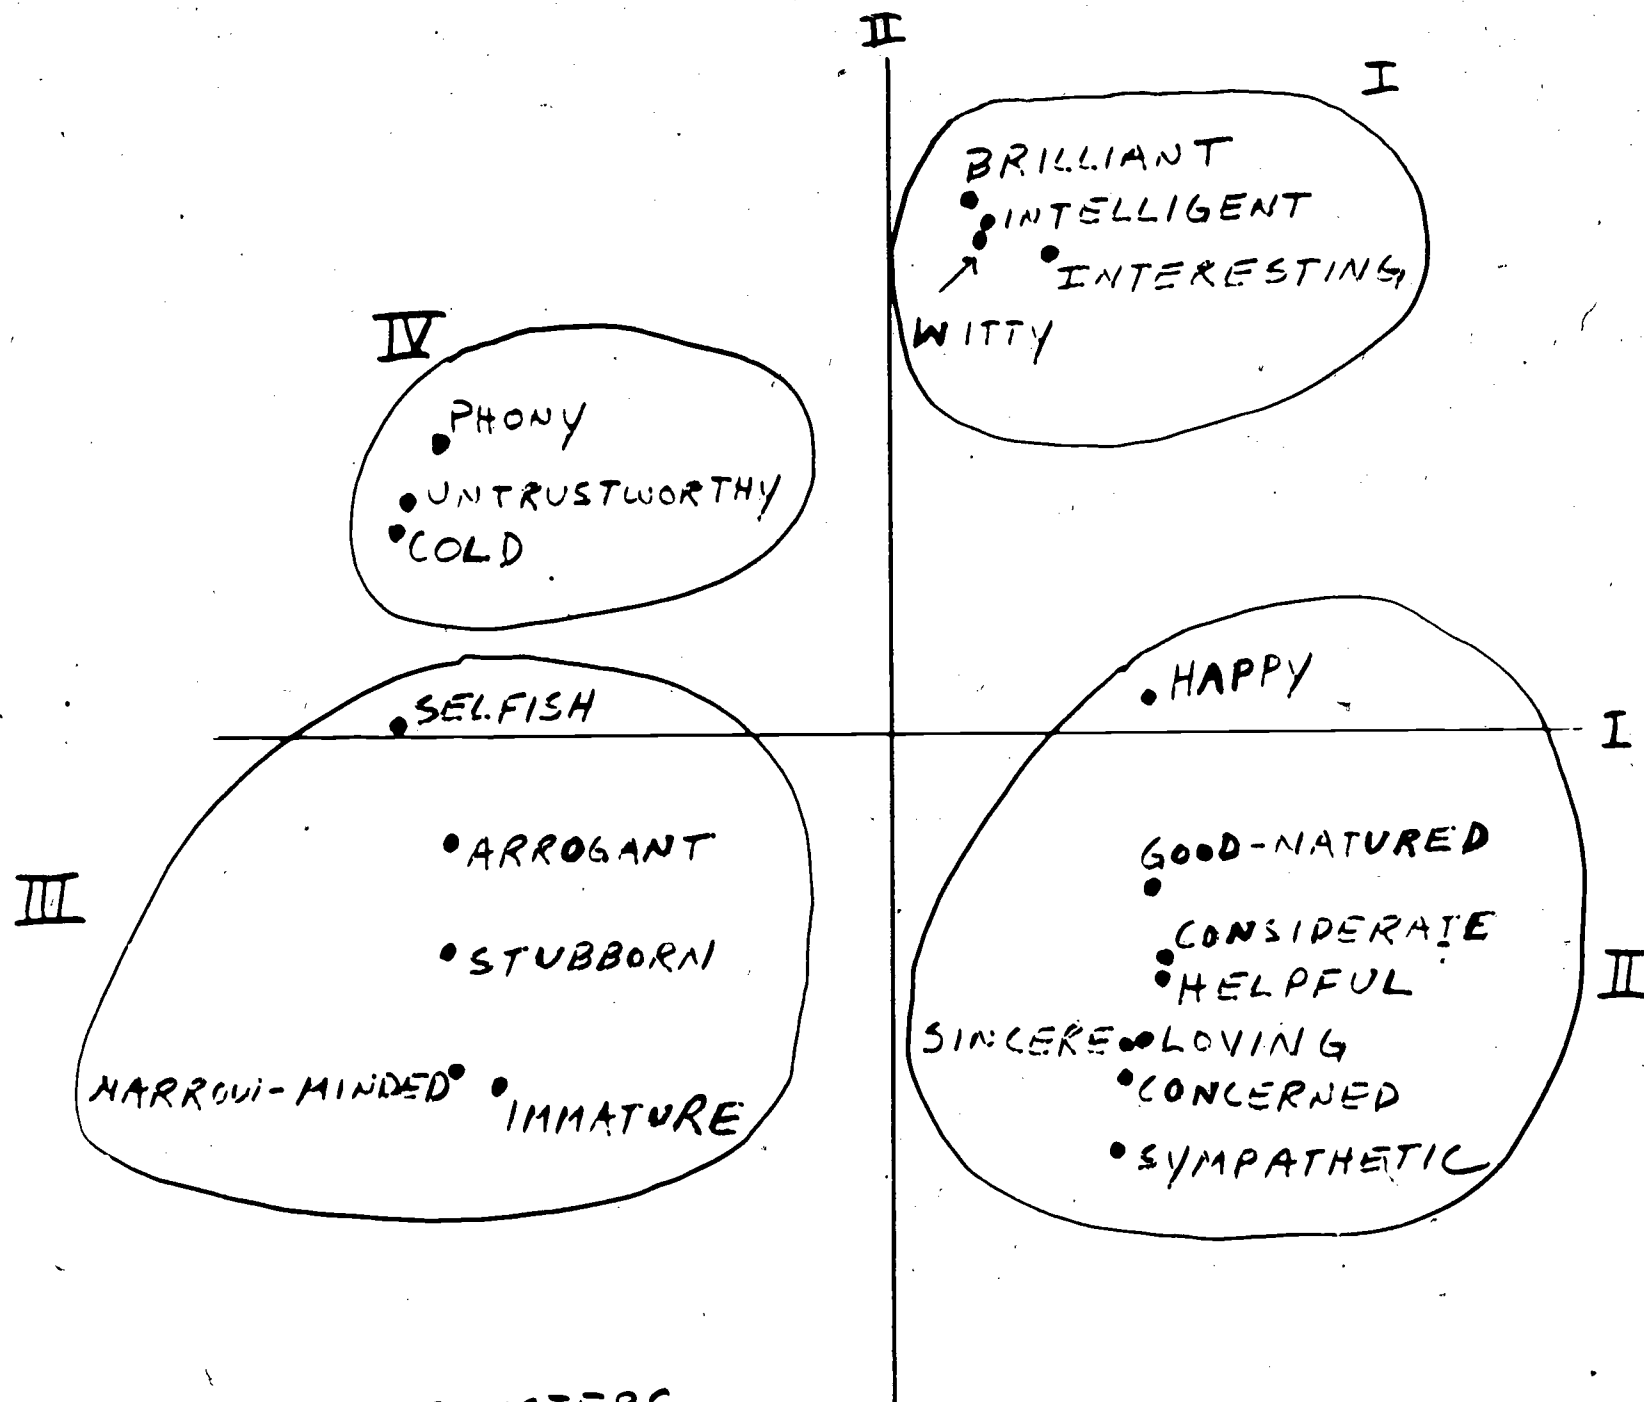 II
I
BRILLIANT
INTELLIGENT
INTERESTING
WITTY
IV
PHONY
UNTRUSTWORTHY
COLD
HAPPY
SELFISH
I
ARROGANT
GOOD-NATURED
III
STUBBORN
CONSIDERATE
HELPFUL
II
SINCERE LOVING
NARROW-MINDED
CONCERNED
IMMATURE
SYMPATHETIC